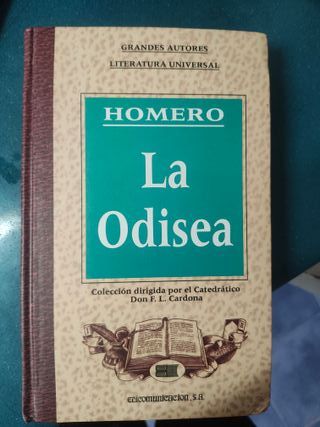 GRANDES AUTORES
LITERATURA UNIVERSAL
HOMERO
La
Odisea
Colección dirigida por el Catedrático
Don F. L. Cardona
edicomunicación, s.a.